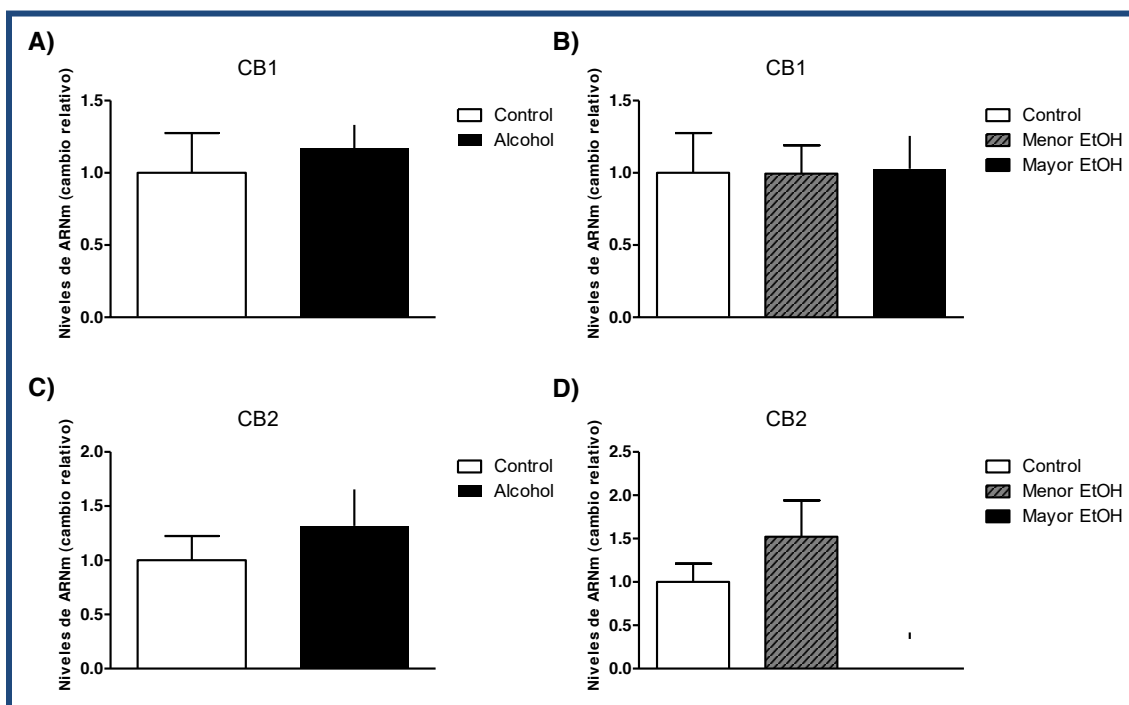 A)
CB1
Niveles de ARNm (cambio relativo)
1.5
1.0
0.5
0.0
Control
Alcohol
B)
CB1
Niveles de ARNm (cambio relativo)
1.5
1.0
0.5
0.0
Control
Menor EtOH
Mayor EtOH
C)
CB2
Niveles de ARNm (cambio relativo)
2.0
1.5
1.0
0.5
0.0
Control
Alcohol
D)
CB2
Niveles de ARNm (cambio relativo)
2.5
2.0
1.5
1.0
0.5
0.0
Control
Menor EtOH
Mayor EtOH